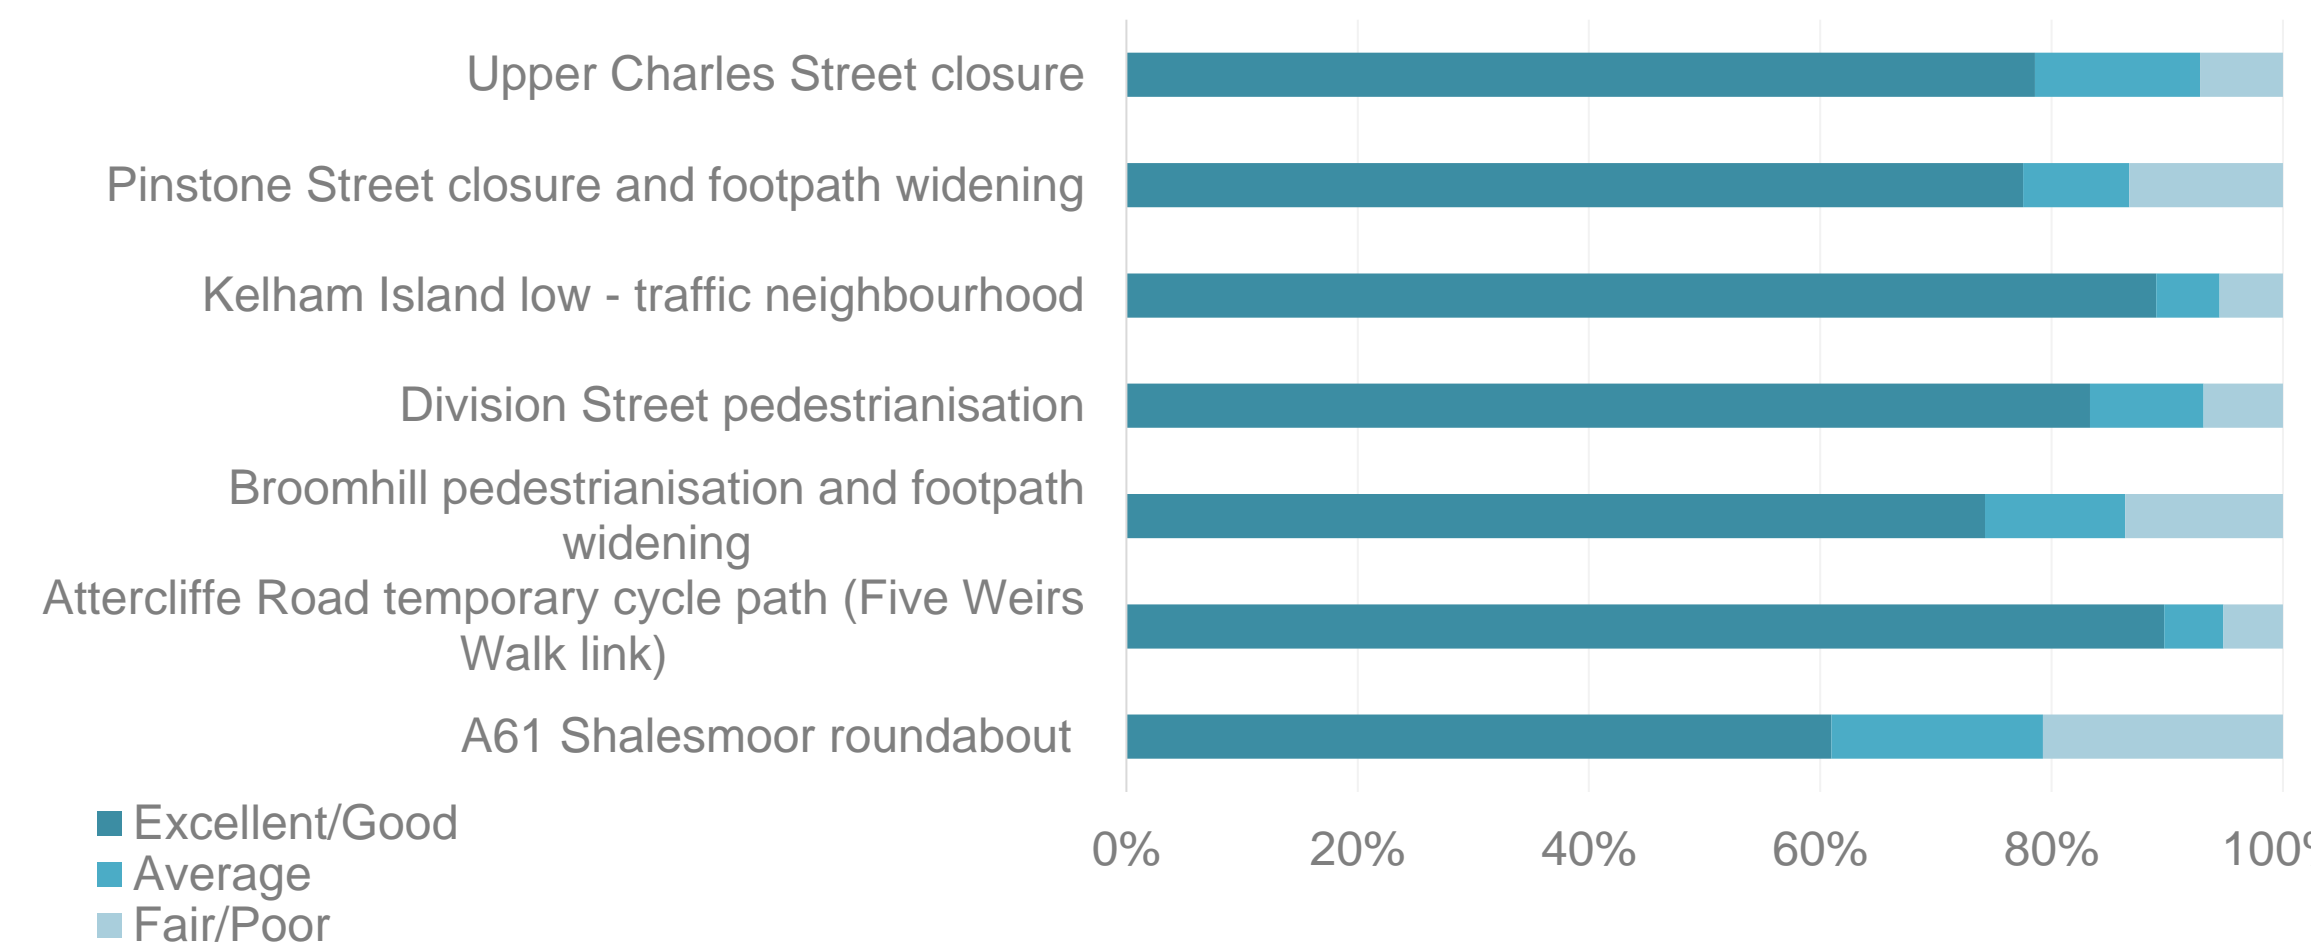 Upper Charles Street closure
Pinstone Street closure and footpath widening
Kelham Island low - traffic neighbourhood
Division Street pedestrianisation
Broomhill pedestrianisation and footpath
widening
Attercliffe Road temporary cycle path (Five Weirs
Walk link)
A61 Shalesmoor roundabout
0% 20% 40% 60% 80% 100%
Excellent/Good
Average
Fair/Poor